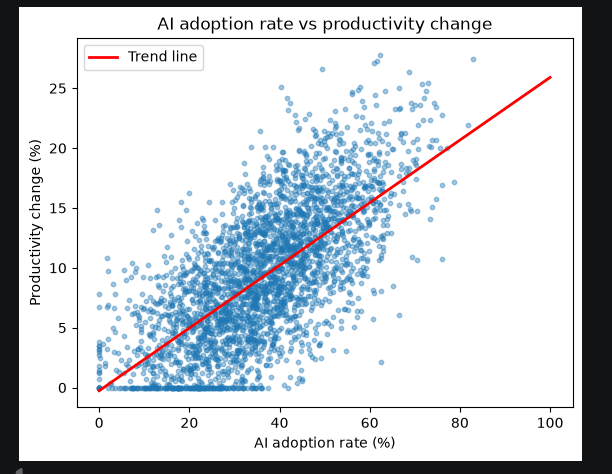 AI adoption rate vs productivity change
Trend line
Productivity change (%)
25
20
15
10
5
0
0 20 40 60 80 100
AI adoption rate (%)